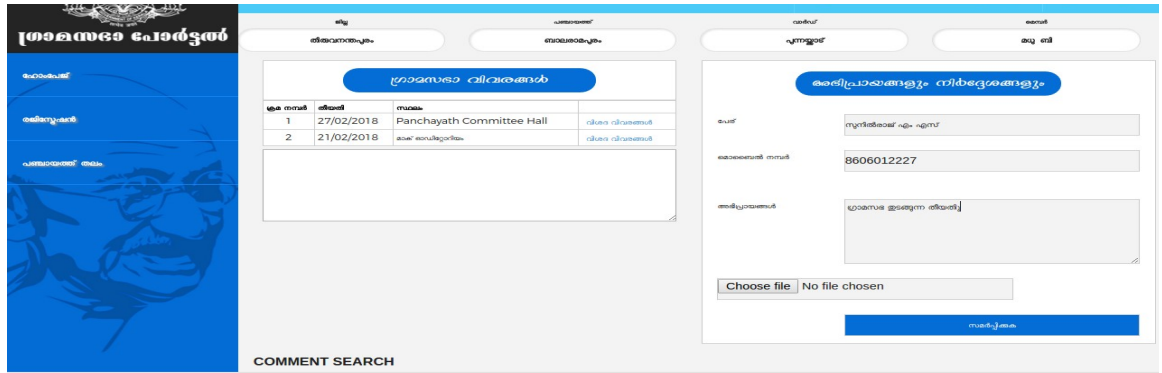 ഗ്രാമസഭാ പോർട്ടൽ
ഹോംപേജ്
രജിസ്ട്രേഷൻ
പഞ്ചായത്ത് തലം
ജില്ല പഞ്ചായത്ത് വാർഡ് മെമ്പർ
തിരുവനന്തപുരം ബാലരാമപുരം പുന്നയ്ക്കാട് മധു ബി
ഗ്രാമസഭാ വിവരങ്ങൾ
ക്രമ നമ്പർ തീയതി സ്ഥലം
1 27/02/2018 Panchayath Committee Hall വിശദ വിവരങ്ങൾ
2 21/02/2018 മാക് ഓഡിറ്റോറിയം വിശദ വിവരങ്ങൾ
അഭിപ്രായങ്ങളും നിർദ്ദേശങ്ങളും
പേര് സുനിൽരാജ് എം എസ്
മൊബൈൽ നമ്പർ 8606012227
അഭിപ്രായങ്ങൾ ഗ്രാമസഭ തുടങ്ങുന്ന തീയതി
Choose file No file chosen
സമർപ്പിക്കുക
COMMENT SEARCH